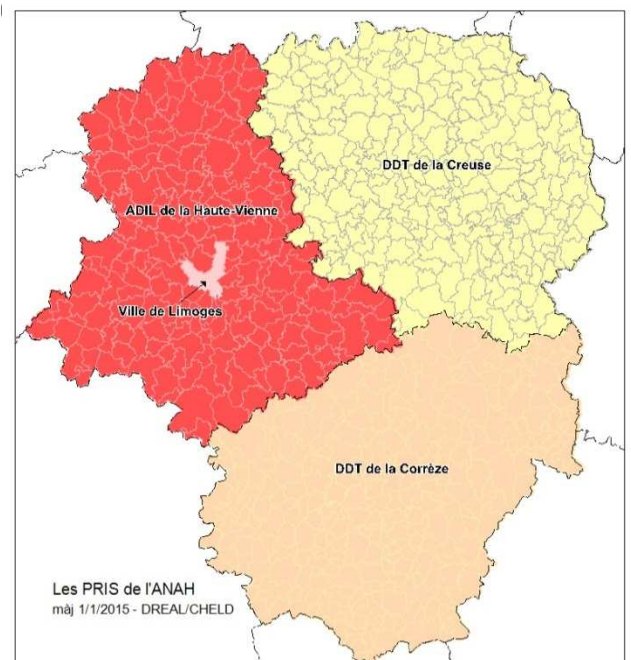 DDT de la Creuse
ADIL de la Haute-Vienne
Ville de Limoges
DDT de la Corrèze
Les PRIS de l'ANAH
màj 1/1/2015 - DREAL/CHELD